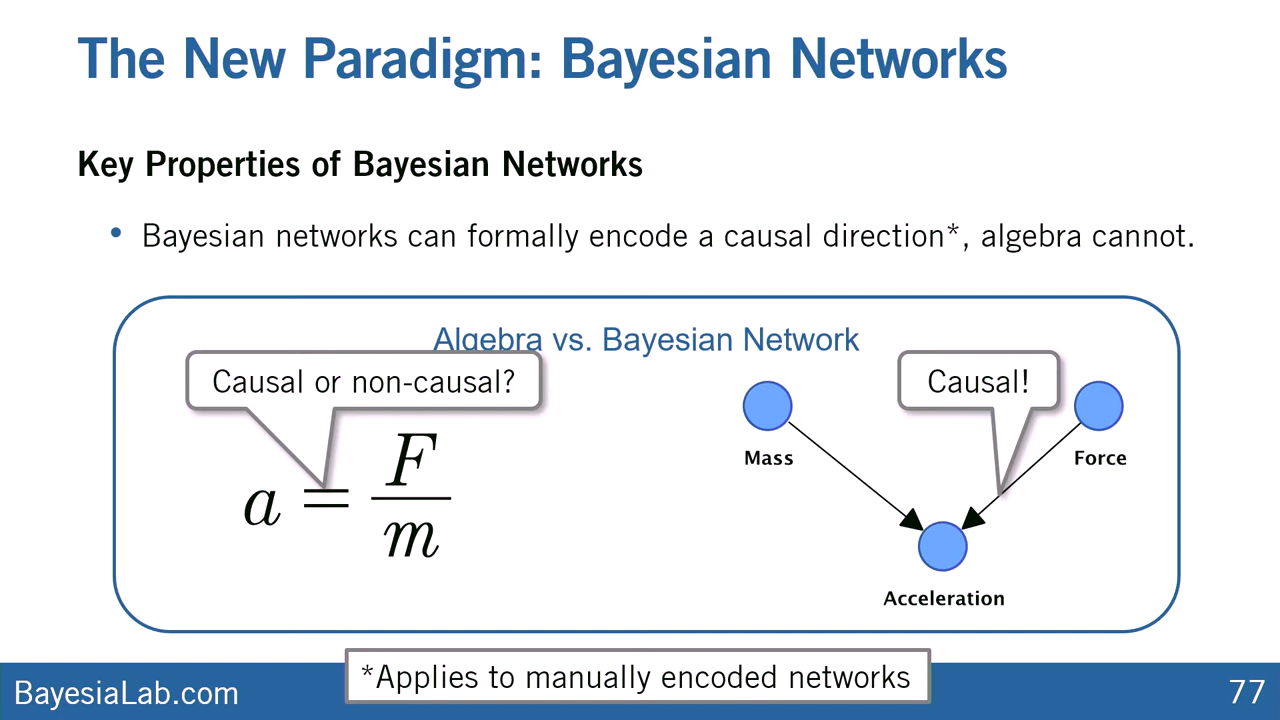 The New Paradigm: Bayesian Networks
Key Properties of Bayesian Networks
• Bayesian networks can formally encode a causal direction*, algebra cannot.
Algebra vs. Bayesian Network
Causal or non-causal?
a = F/m
Causal!
Mass
Force
Acceleration
*Applies to manually encoded networks
BayesiaLab.com
77